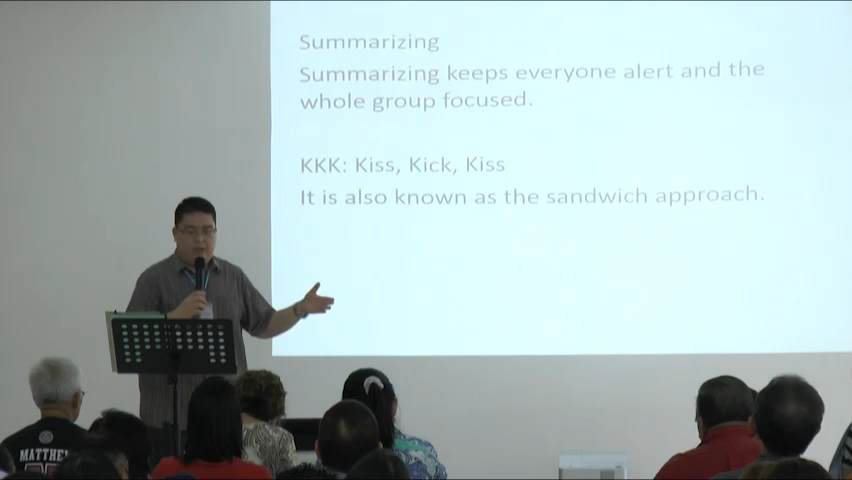 Summarizing
Summarizing keeps everyone alert and the
whole group focused.
KKK: Kiss, Kick, Kiss
It is also known as the sandwich approach.